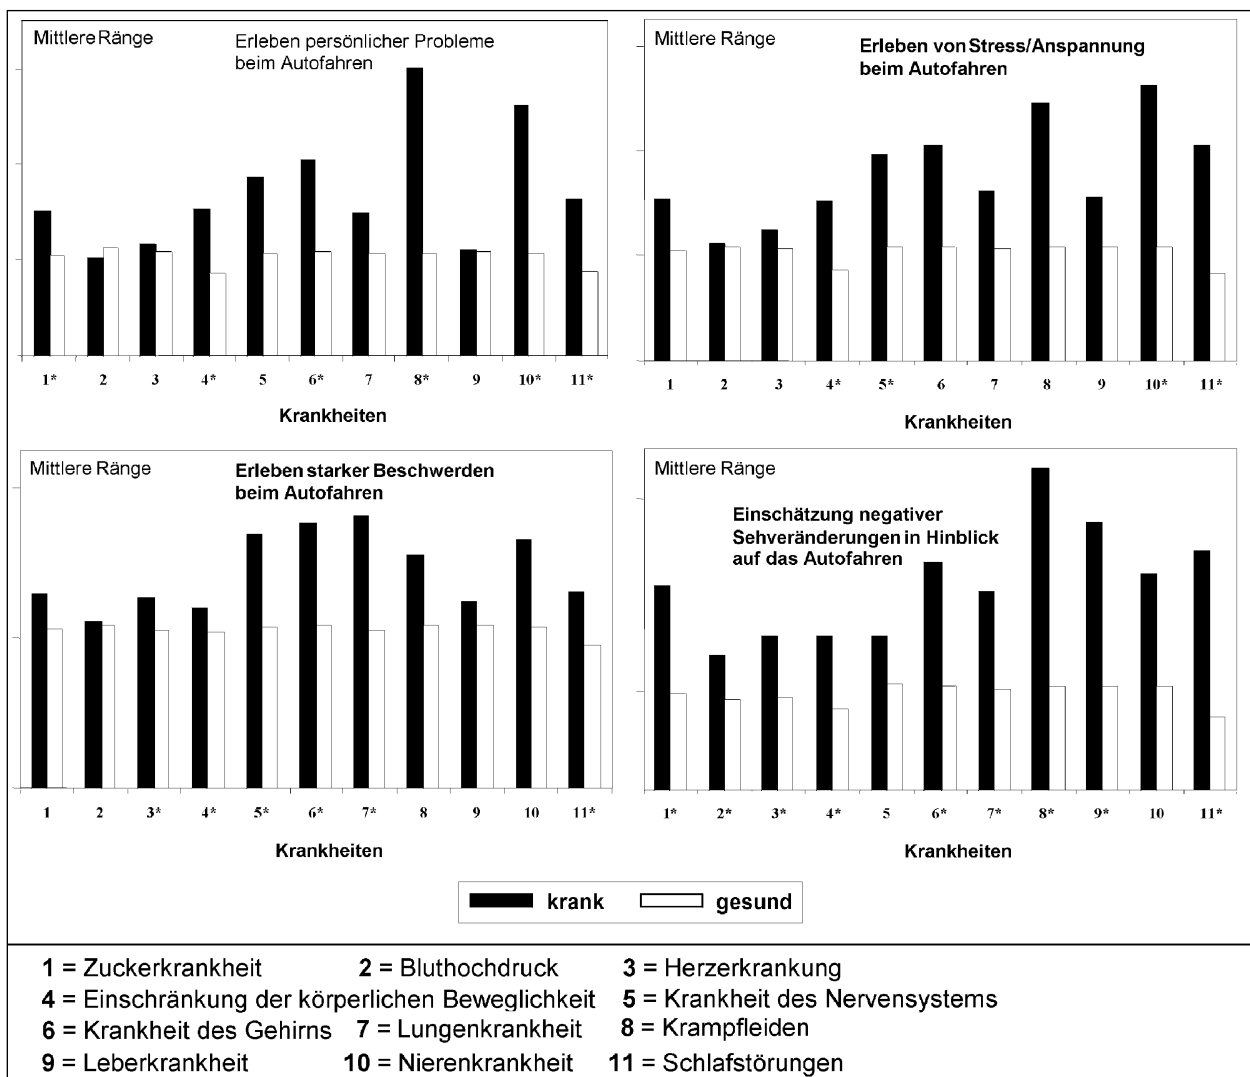 Mittlere Ränge
Erleben persönlicher Probleme
beim Autofahren
1* 2 3 4* 5 6* 7 8* 9 10* 11*
Krankheiten
Mittlere Ränge
Erleben von Stress/Anspannung
beim Autofahren
1 2 3 4* 5* 6 7 8 9 10* 11*
Krankheiten
Mittlere Ränge
Erleben starker Beschwerden
beim Autofahren
1 2 3* 4* 5* 6* 7* 8 9 10 11*
Krankheiten
Mittlere Ränge
Einschätzung negativer
Sehveränderungen in Hinblick
auf das Autofahren
1* 2* 3* 4* 5 6* 7* 8* 9* 10 11*
Krankheiten
krank gesund
1 = Zuckerkrankheit 2 = Bluthochdruck 3 = Herzerkrankung
4 = Einschränkung der körperlichen Beweglichkeit 5 = Krankheit des Nervensystems
6 = Krankheit des Gehirns 7 = Lungenkrankheit 8 = Krampfleiden
9 = Leberkrankheit 10 = Nierenkrankheit 11 = Schlafstörungen